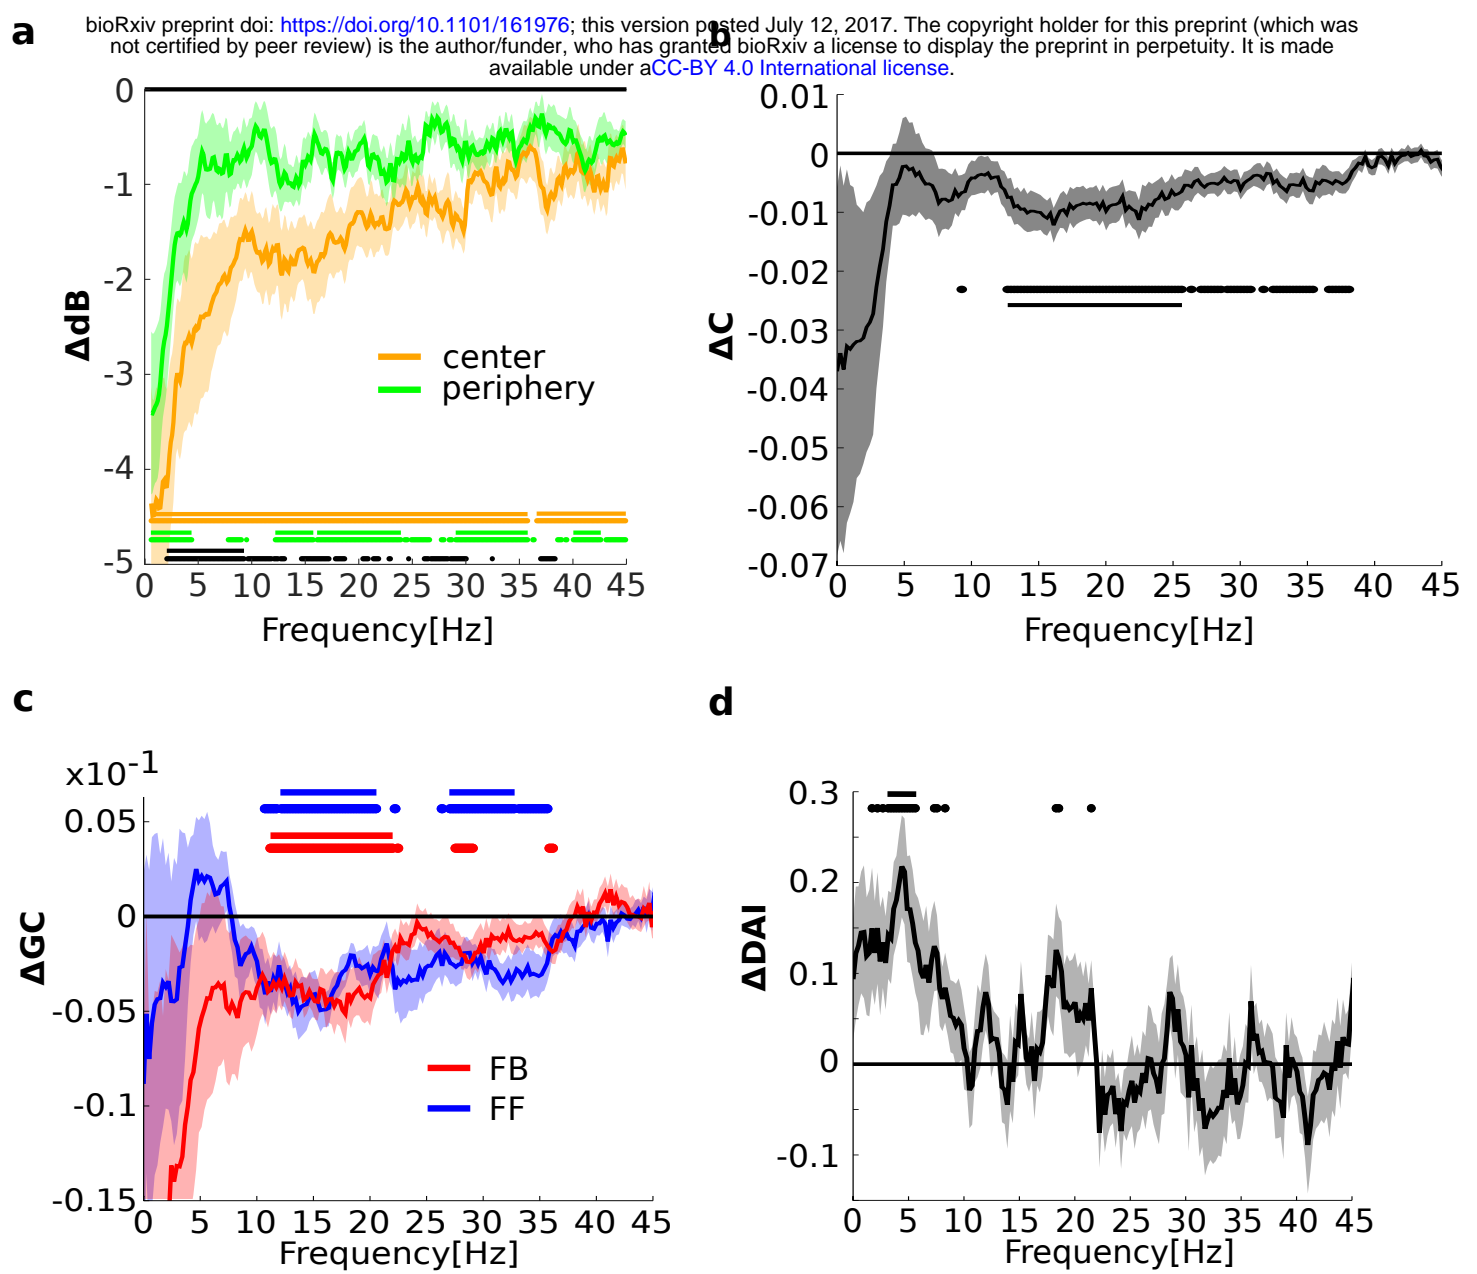 bioRxiv preprint doi: https://doi.org/10.1101/161976; this version posted July 12, 2017. The copyright holder for this preprint (which was
not certified by peer review) is the author/funder, who has granted bioRxiv a license to display the preprint in perpetuity. It is made
available under aCC-BY 4.0 International license.
a
0
-1
-2
-3
-4
-5
ΔdB
center
periphery
0 5 10 15 20 25 30 35 40 45
Frequency[Hz]
b
0.01
0
-0.01
-0.02
-0.03
-0.04
-0.05
-0.06
-0.07
ΔC
0 5 10 15 20 25 30 35 40 45
Frequency[Hz]
c
x10-1
0.05
0
-0.05
-0.1
-0.15
ΔGC
FB
FF
0 5 10 15 20 25 30 35 40 45
Frequency[Hz]
d
0.3
0.2
0.1
0
-0.1
ΔDAI
0 5 10 15 20 25 30 35 40 45
Frequency[Hz]